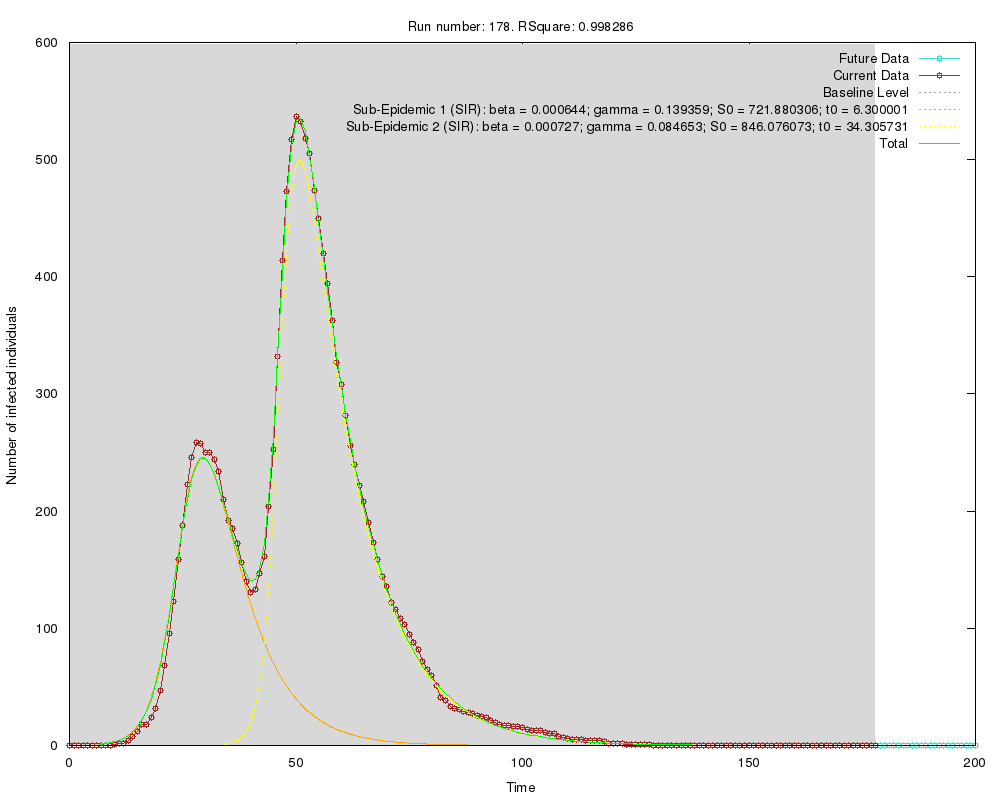 Run number: 178. RSquare: 0.998286
600
500
400
300
200
100
0
Number of infected individuals
Future Data
Current Data
Baseline Level
Sub-Epidemic 1 (SIR): beta = 0.000644; gamma = 0.139359; S0 = 721.880306; t0 = 6.300001
Sub-Epidemic 2 (SIR): beta = 0.000727; gamma = 0.084653; S0 = 846.076073; t0 = 34.305731
Total
0 50 100 150 200
Time